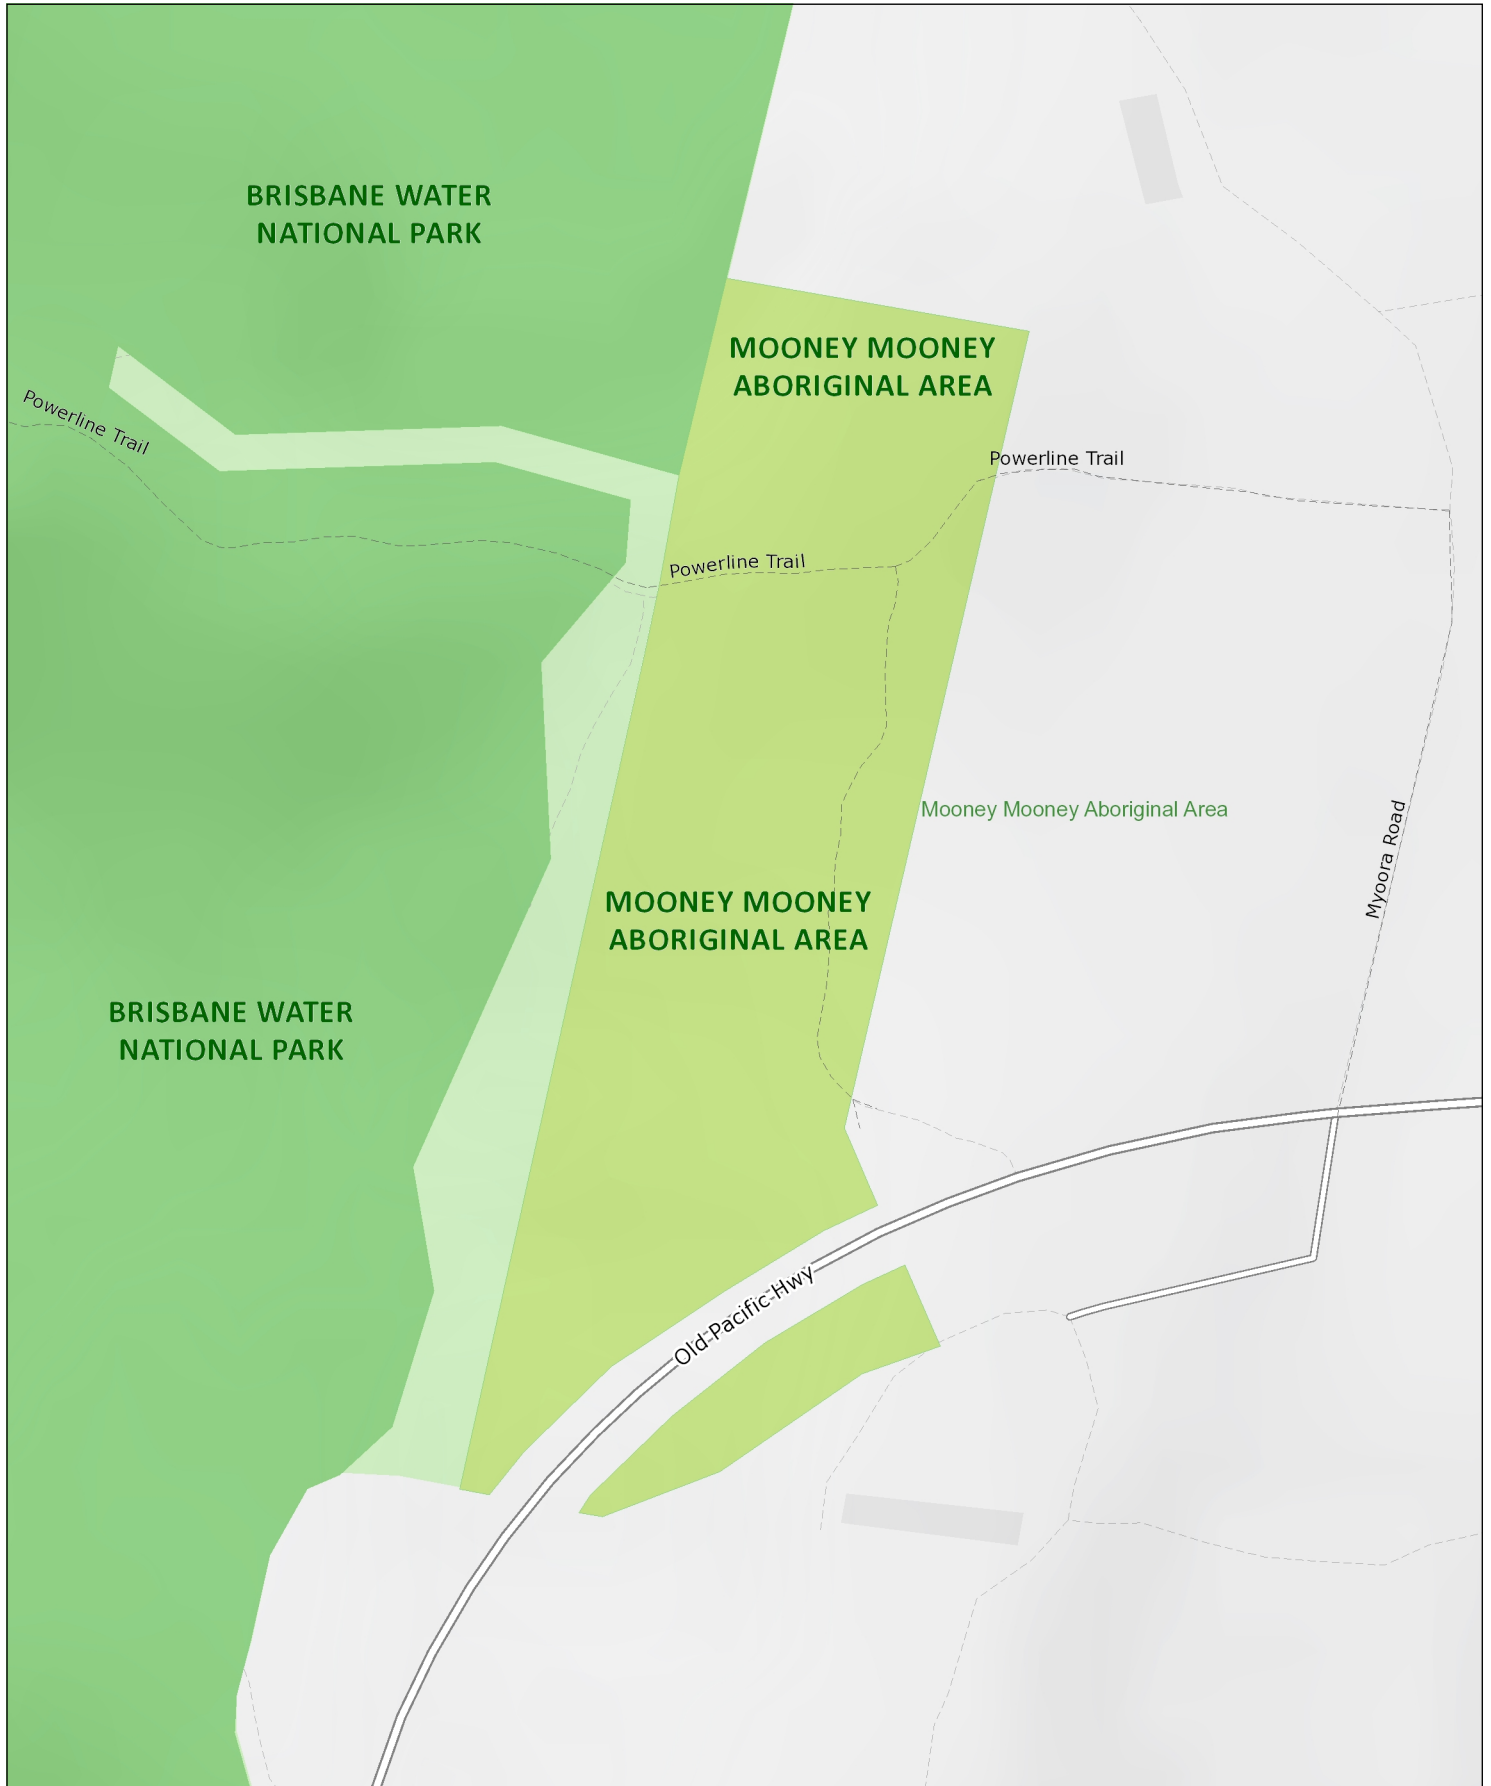 BRISBANE WATER
NATIONAL PARK
MOONEY MOONEY
ABORIGINAL AREA
Powerline Trail
Powerline Trail
Powerline Trail
Mooney Mooney Aboriginal Area
Myoora Road
MOONEY MOONEY
ABORIGINAL AREA
BRISBANE WATER
NATIONAL PARK
Old Pacific Hwy